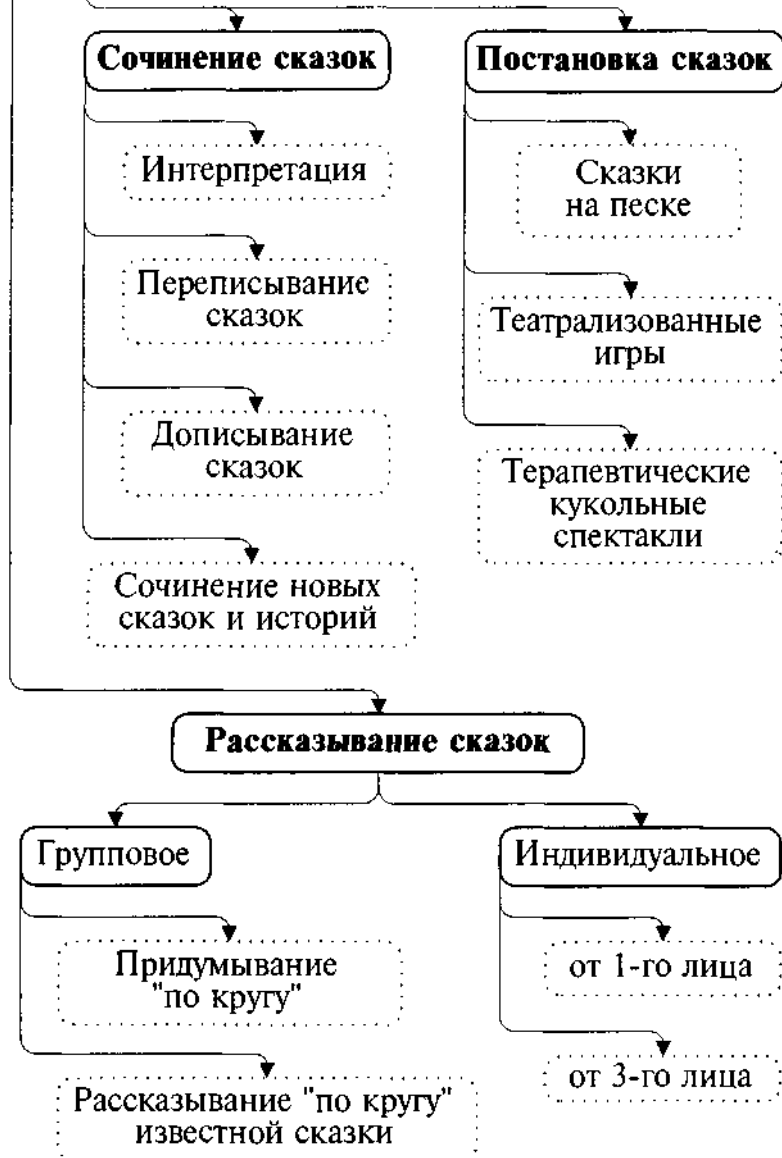 Сочинение сказок
Интерпретация
Переписывание
сказок
Дописывание
сказок
Сочинение новых
сказок и историй
Постановка сказок
Сказки
на песке
Театрализованные
игры
Терапевтические
кукольные
спектакли
Рассказывание сказок
Групповое
Придумывание
"по кругу"
Рассказывание "по кругу"
известной сказки
Индивидуальное
от 1-го лица
от 3-го лица